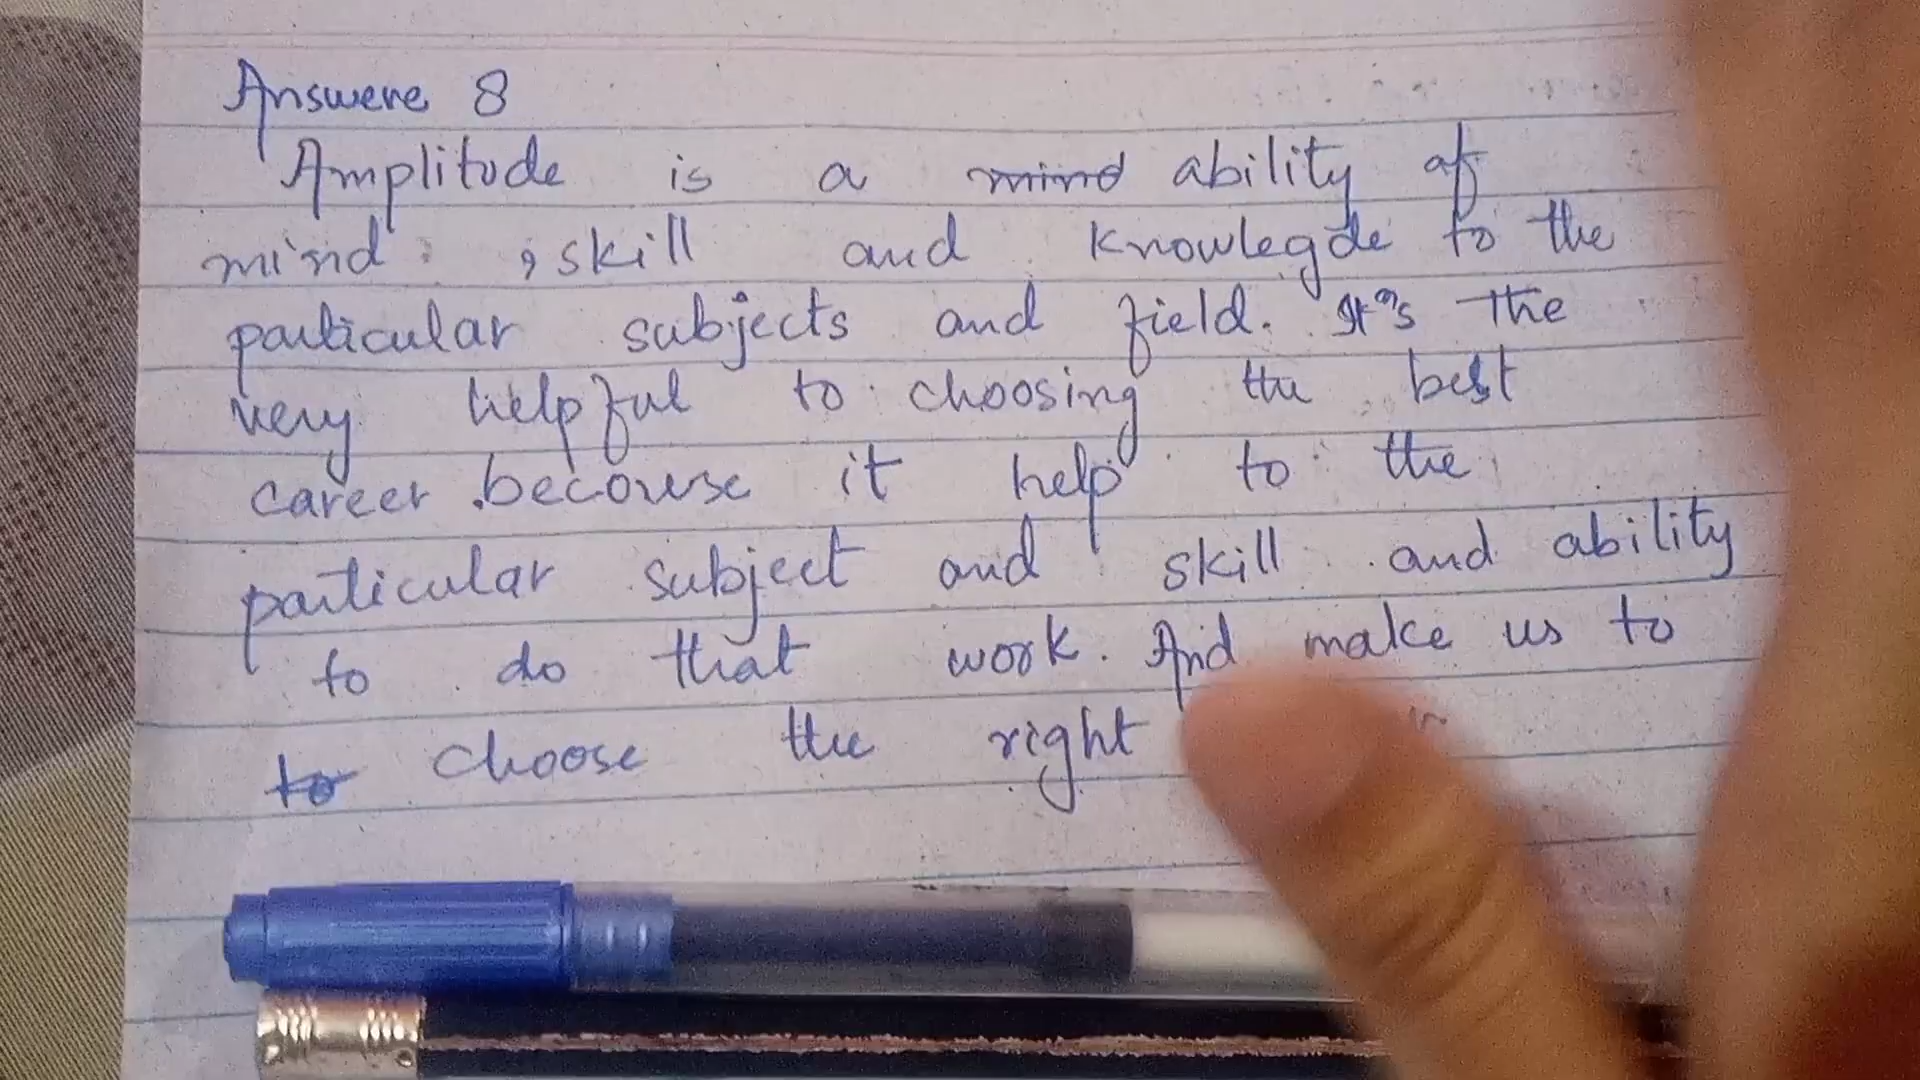 Answere 8
Amplitude is a mind ability of
mind , skill and knowlegde to the
particular subjects and field. It's the
very helpful to choosing the best
career .becouse it help to the
particular subject and skill and ability
to do that work. And make us to
to choose the right